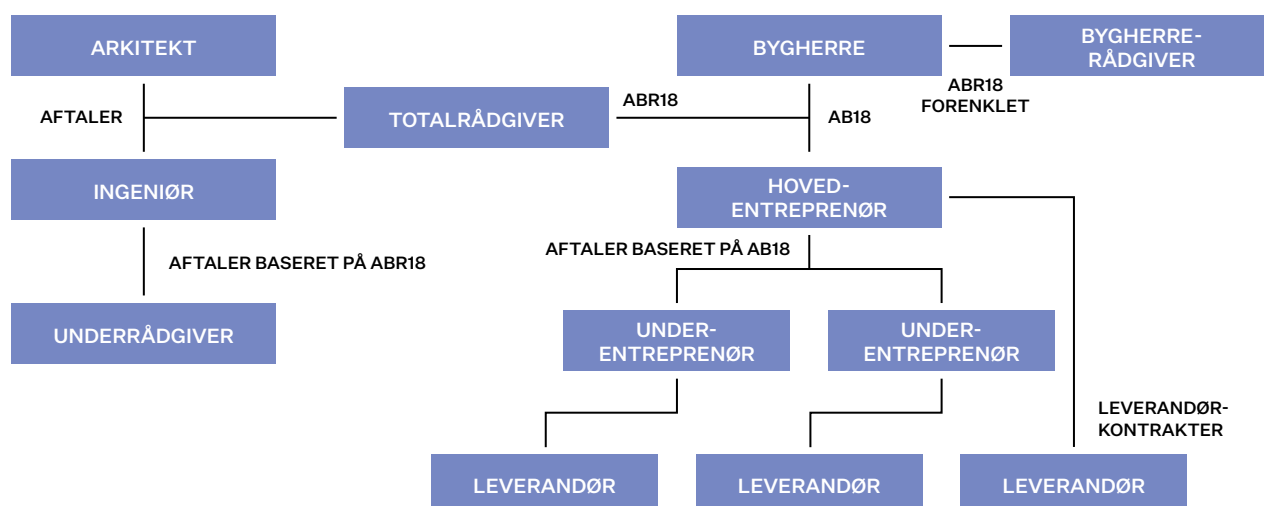 ARKITEKT
BYGHERRE
BYGHERRE-
RÅDGIVER
AFTALER
TOTALRÅDGIVER
ABR18
AB18
ABR18
FORENKLET
INGENIØR
HOVED-
ENTREPRENØR
AFTALER BASERET PÅ ABR18
AFTALER BASERET PÅ AB18
UNDERRÅDGIVER
UNDER-
ENTREPRENØR
UNDER-
ENTREPRENØR
LEVERANDØR-
KONTRAKTER
LEVERANDØR
LEVERANDØR
LEVERANDØR